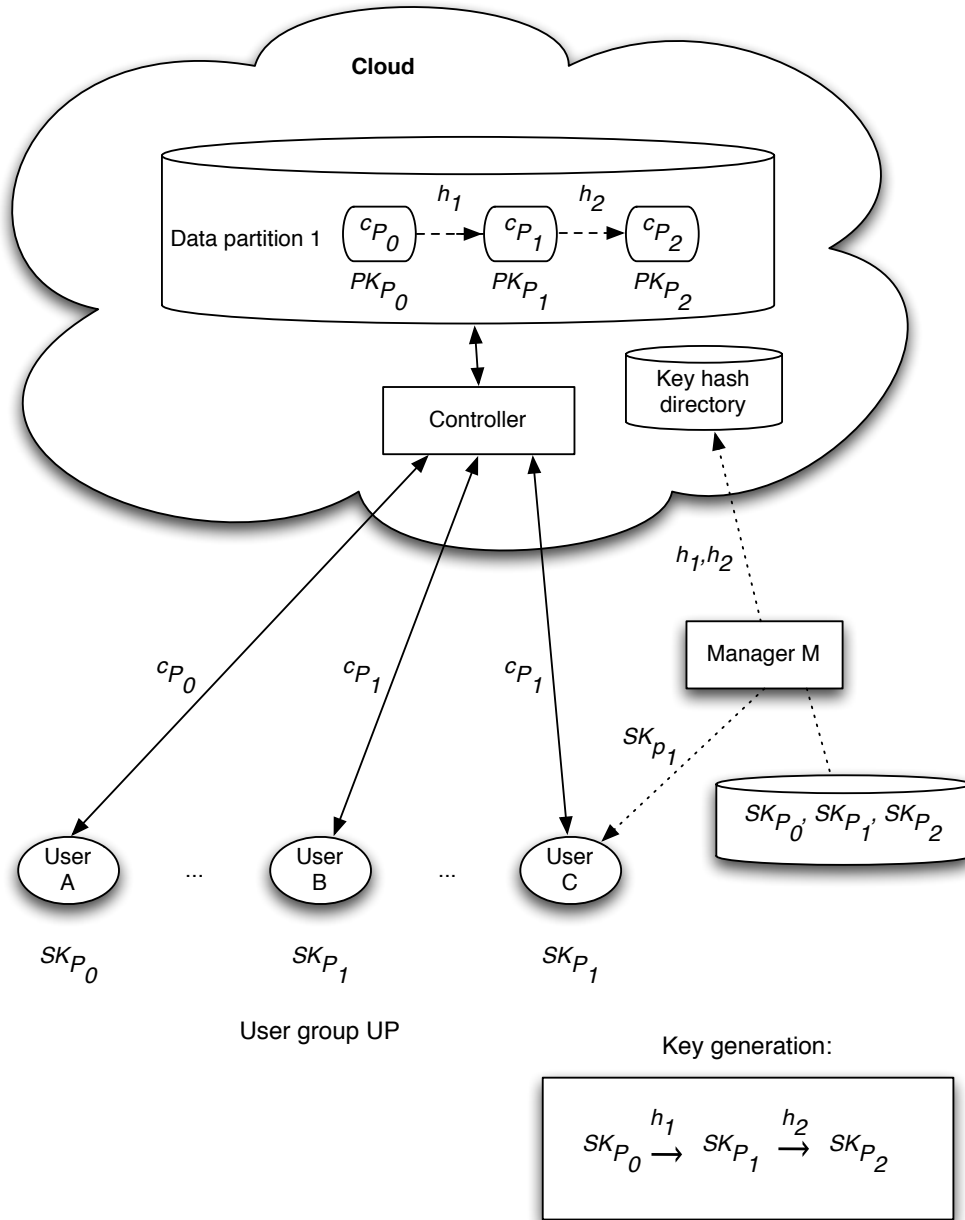 Cloud
h1 h2
Data partition 1 cP0 cP1 cP2
PKP0 PKP1 PKP2
Key hash
directory
Controller
h1,h2
Manager M
cP0 cP1 cP1
SKp1
SKP0, SKP1, SKP2
User
A
...
User
B
...
User
C
SKP0 SKP1 SKP1
User group UP
Key generation:
h1 h2
SKP0 → SKP1 → SKP2